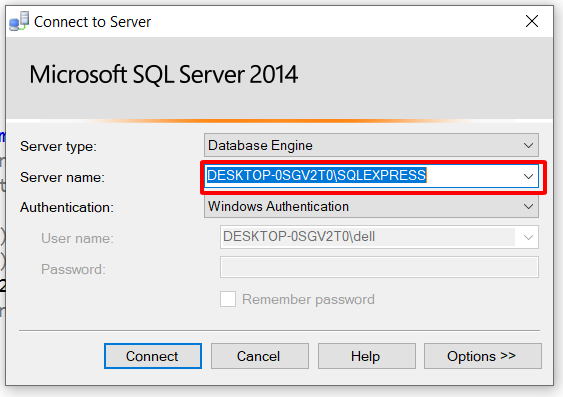 Connect to Server
Microsoft SQL Server 2014
Server type: Database Engine
Server name: DESKTOP-0SGV2T0\SQLEXPRESS
Authentication: Windows Authentication
User name: DESKTOP-0SGV2T0\dell
Password:
Remember password
Connect Cancel Help Options >>